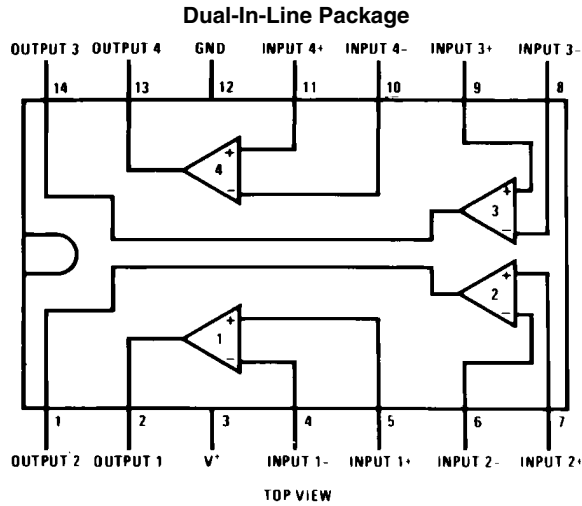 Dual-In-Line Package
OUTPUT 3 OUTPUT 4 GND INPUT 4+ INPUT 4- INPUT 3+ INPUT 3-
14 13 12 11 10 9 8
+
4
-
+
3
-
+
2
-
+
1
-
1 2 3 4 5 6 7
OUTPUT 2 OUTPUT 1 V+ INPUT 1- INPUT 1+ INPUT 2- INPUT 2+
TOP VIEW